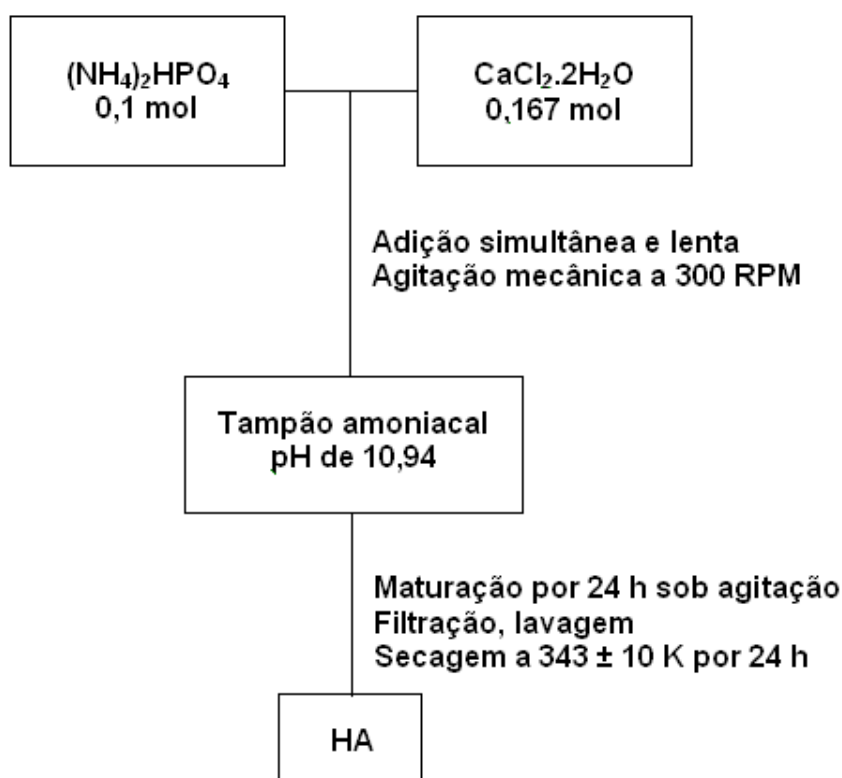 (NH₄)₂HPO₄
0,1 mol
CaCl₂.2H₂O
0,167 mol
Adição simultânea e lenta
Agitação mecânica a 300 RPM
Tampão amoniacal
pH de 10,94
Maturação por 24 h sob agitação
Filtração, lavagem
Secagem a 343 ± 10 K por 24 h
HA